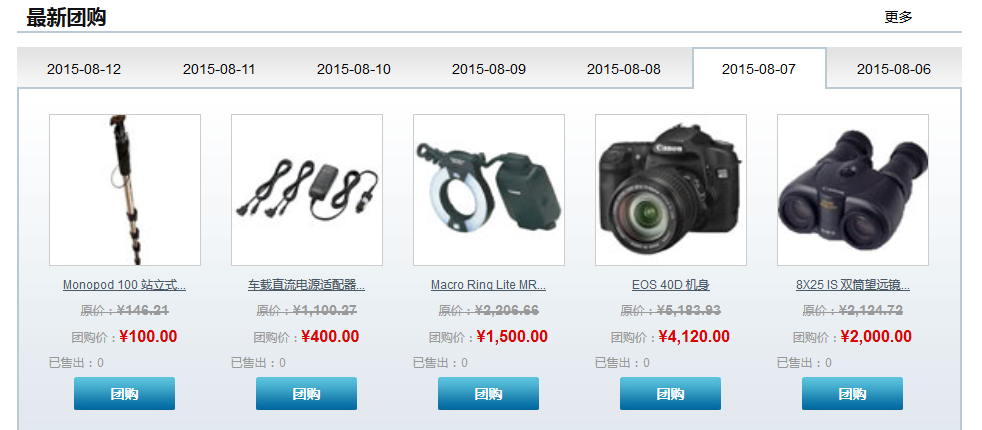 最新团购
更多
2015-08-12 2015-08-11 2015-08-10 2015-08-09 2015-08-08 2015-08-07 2015-08-06
Canon
Monopod 100 站立式... 车载直流电源适配器... Macro Ring Lite MR... EOS 40D 机身 8X25 IS 双筒望远镜...
原价：¥146.21 原价：¥1,100.27 原价：¥2,206.66 原价：¥5,183.93 原价：¥2,124.72
团购价：¥100.00 团购价：¥400.00 团购价：¥1,500.00 团购价：¥4,120.00 团购价：¥2,000.00
已售出：0 已售出：0 已售出：0 已售出：0 已售出：0
团购 团购 团购 团购 团购